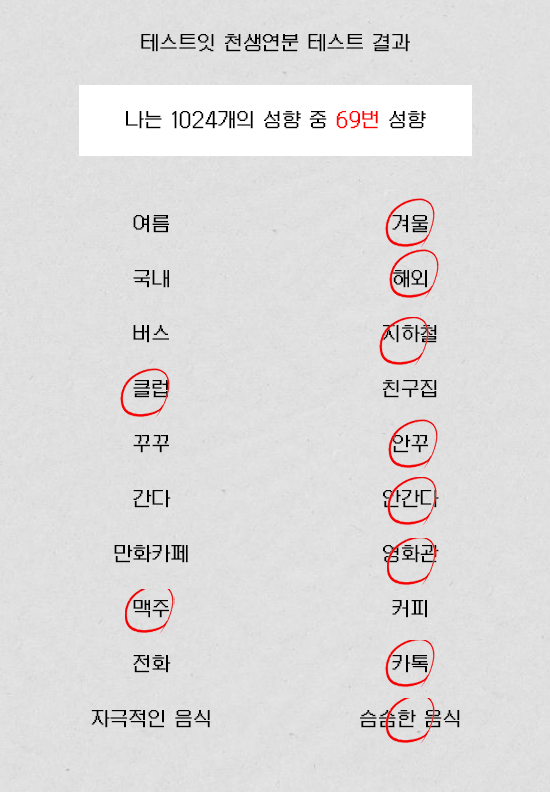 테스트잇 천생연분 테스트 결과
나는 1024개의 성향 중 69번 성향
여름 겨울
국내 해외
버스 지하철
클럽 친구집
꾸꾸 안꾸
간다 안간다
만화카페 영화관
맥주 커피
전화 카톡
자극적인 음식 슴슴한 음식